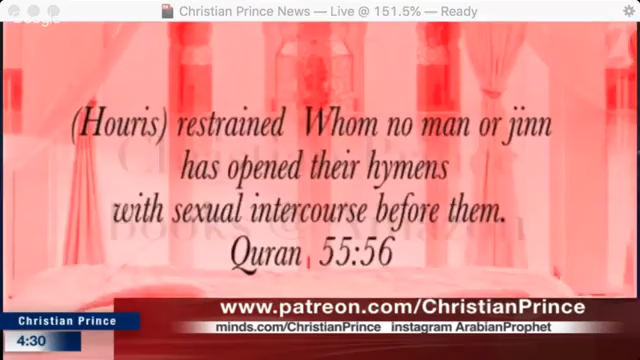 Christian Prince News — Live @ 151.5% — Ready
Google
(Houris) restrained Whom no man or jinn
has opened their hymens
with sexual intercourse before them.
Quran 55:56
www.patreon.com/ChristianPrince
Christian Prince
minds.com/ChristianPrince instagram ArabianProphet
4:30